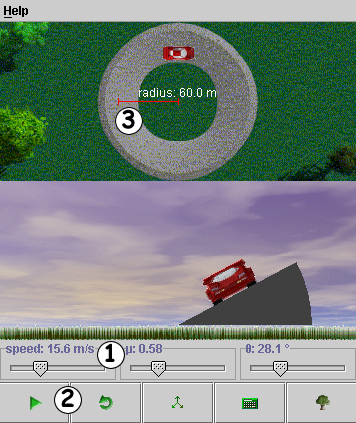 Help
radius: 60.0 m
3
speed: 15.6 m/s
1
μ: 0.58
θ: 28.1 °
2